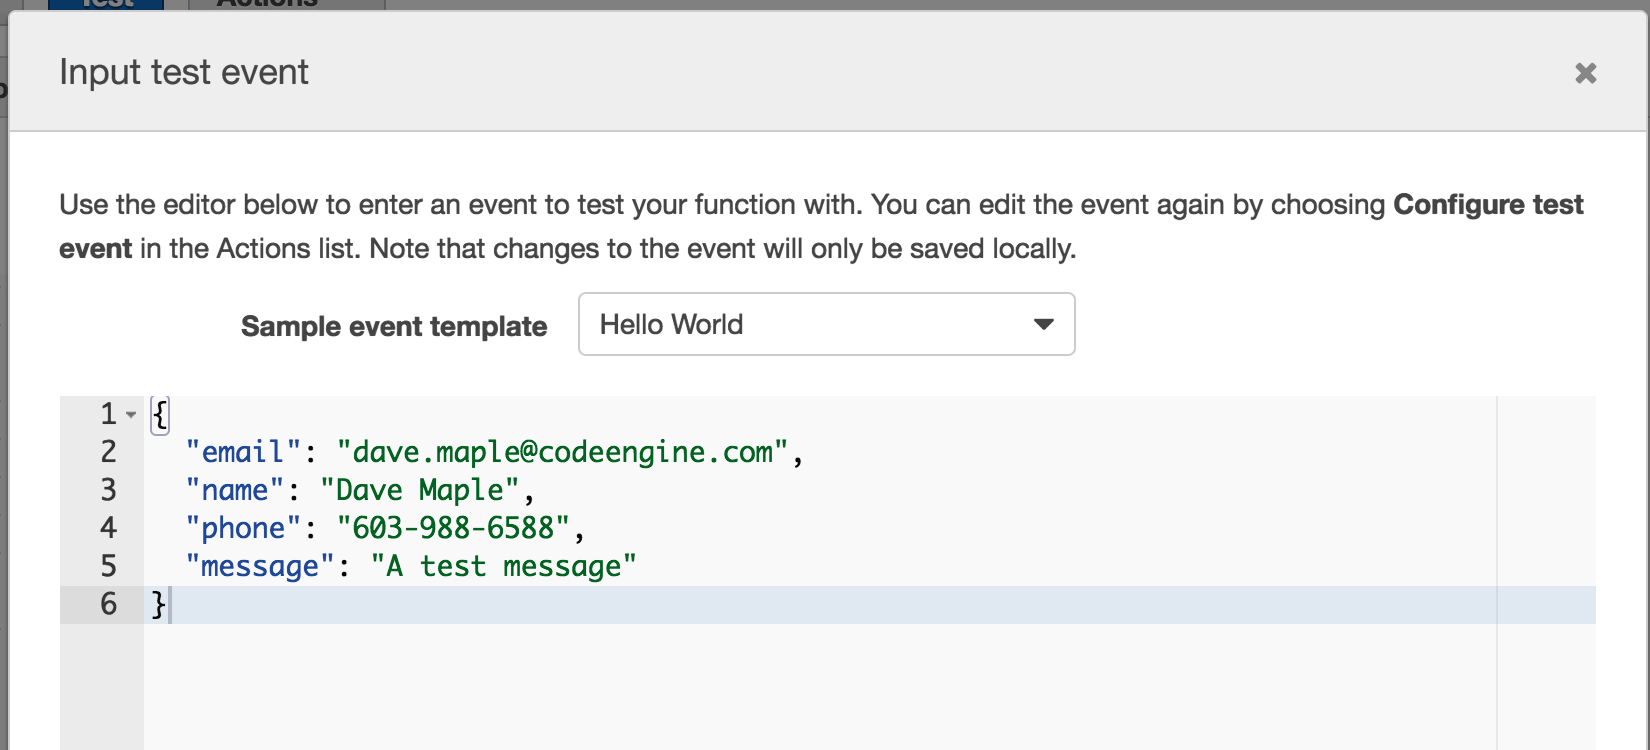 Test Actions
Input test event
Use the editor below to enter an event to test your function with. You can edit the event again by choosing Configure test
event in the Actions list. Note that changes to the event will only be saved locally.
Sample event template Hello World
1 {
2 "email": "dave.maple@codeengine.com",
3 "name": "Dave Maple",
4 "phone": "603-988-6588",
5 "message": "A test message"
6 }